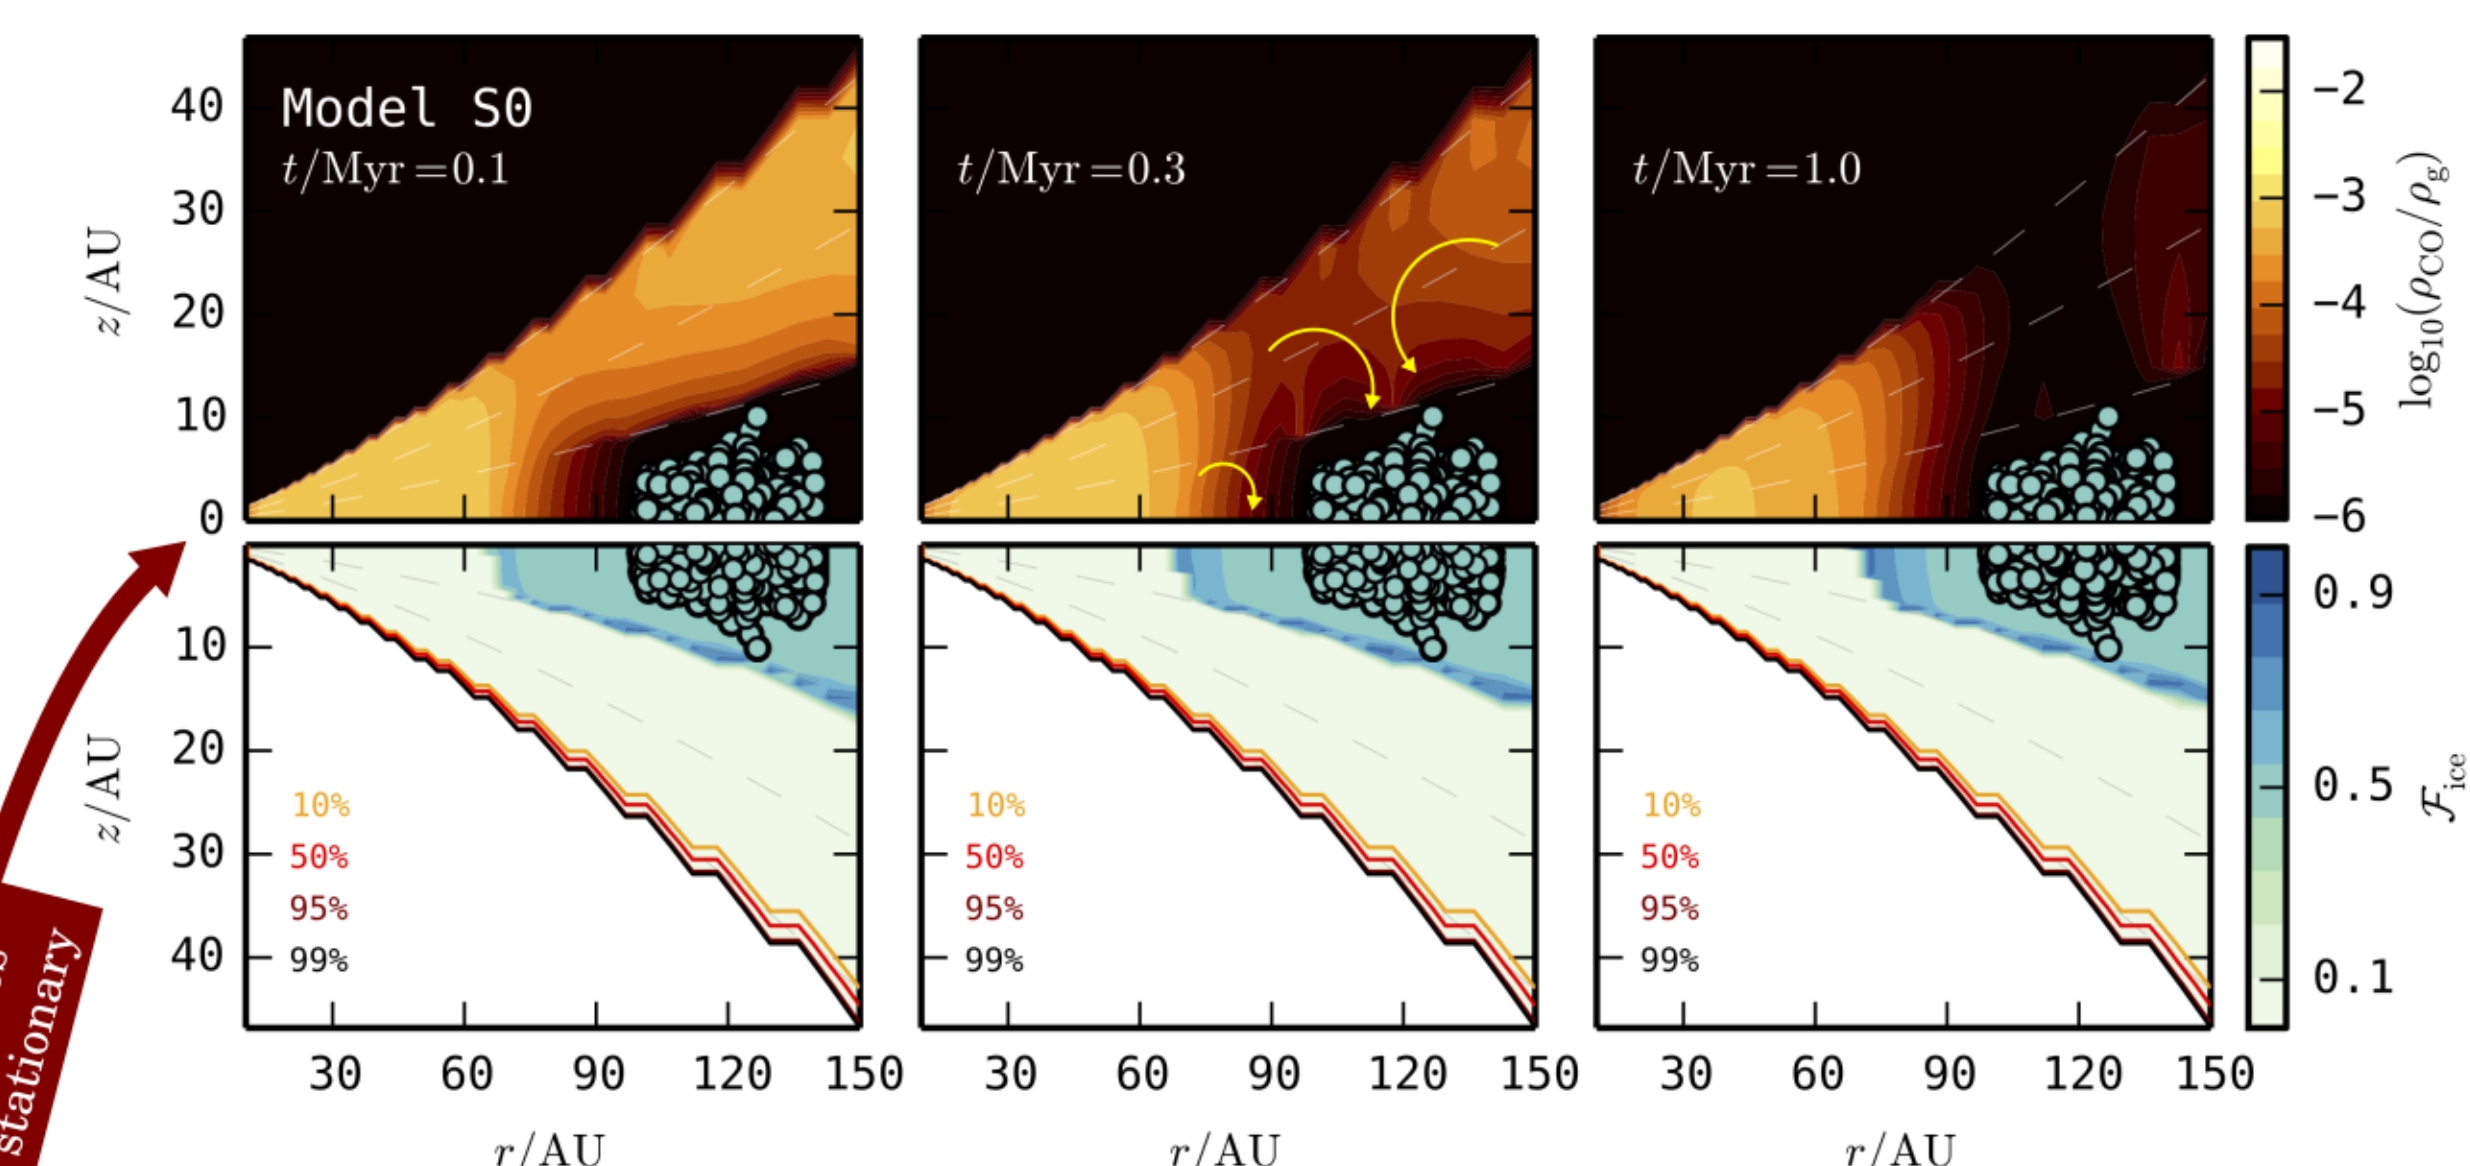 Model S0
t/Myr=0.1
t/Myr=0.3
t/Myr=1.0
z/AU
40
30
20
10
0
−2
−3
−4
−5
−6
log10(ρCO/ρg)
z/AU
10
20
30
40
10%
50%
95%
99%
10%
50%
95%
99%
10%
50%
95%
99%
0.9
0.5
0.1
ℱice
30 60 90 120 150
30 60 90 120 150
30 60 90 120 150
r/AU
r/AU
r/AU
stationary